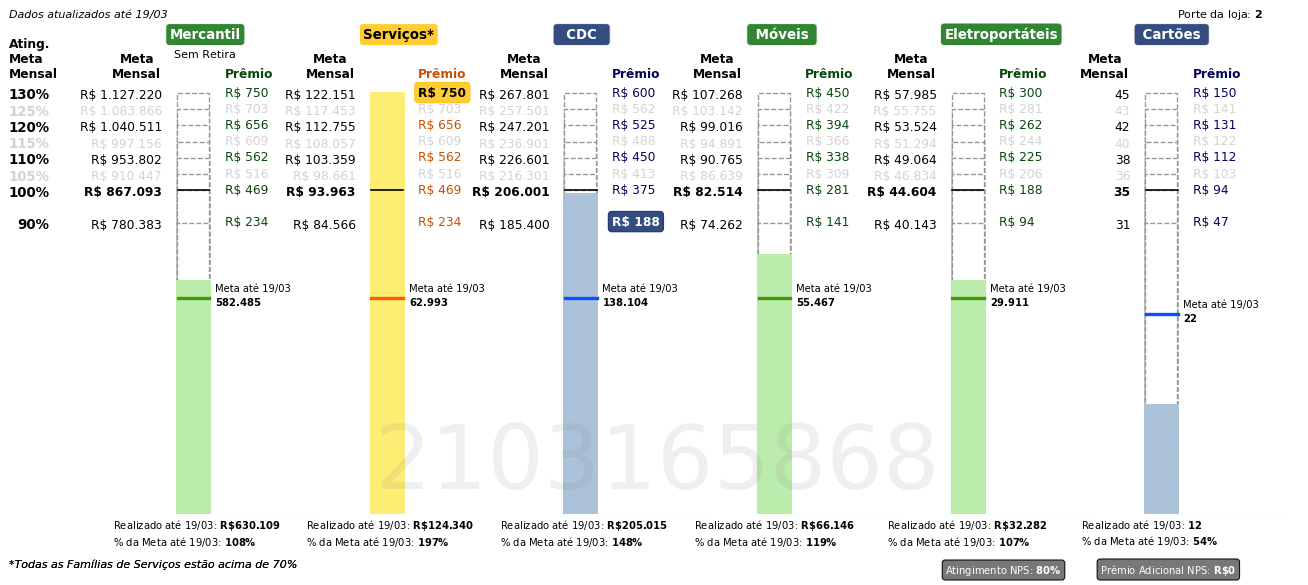 Dados atualizados até 19/03
Porte da loja: 2
Mercantil Serviços* CDC Móveis Eletroportáteis Cartões
Sem Retira
Ating. Meta Mensal
Meta Mensal Prêmio Meta Mensal Prêmio Meta Mensal Prêmio Meta Mensal Prêmio Meta Mensal Prêmio Meta Mensal Prêmio
130% R$ 1.127.220 R$ 750 R$ 122.151 R$ 750 R$ 267.801 R$ 600 R$ 107.268 R$ 450 R$ 57.985 R$ 300 45 R$ 150
125% R$ 1.083.866 R$ 703 R$ 117.453 R$ 703 R$ 257.501 R$ 562 R$ 103.142 R$ 422 R$ 55.755 R$ 281 43 R$ 141
120% R$ 1.040.511 R$ 656 R$ 112.755 R$ 656 R$ 247.201 R$ 525 R$ 99.016 R$ 394 R$ 53.524 R$ 262 42 R$ 131
115% R$ 997.156 R$ 609 R$ 108.057 R$ 609 R$ 236.901 R$ 488 R$ 94.891 R$ 366 R$ 51.294 R$ 244 40 R$ 122
110% R$ 953.802 R$ 562 R$ 103.359 R$ 562 R$ 226.601 R$ 450 R$ 90.765 R$ 338 R$ 49.064 R$ 225 38 R$ 112
105% R$ 910.447 R$ 516 R$ 98.661 R$ 516 R$ 216.301 R$ 413 R$ 86.639 R$ 309 R$ 46.834 R$ 206 36 R$ 103
100% R$ 867.093 R$ 469 R$ 93.963 R$ 469 R$ 206.001 R$ 375 R$ 82.514 R$ 281 R$ 44.604 R$ 188 35 R$ 94
90% R$ 780.383 R$ 234 R$ 84.566 R$ 234 R$ 185.400 R$ 188 R$ 74.262 R$ 141 R$ 40.143 R$ 94 31 R$ 47
Meta até 19/03 Meta até 19/03 Meta até 19/03 Meta até 19/03 Meta até 19/03
582.485 62.993 138.104 55.467 29.911
Meta até 19/03
22
2103165868
Realizado até 19/03: R$630.109 Realizado até 19/03: R$124.340 Realizado até 19/03: R$205.015 Realizado até 19/03: R$66.146 Realizado até 19/03: R$32.282 Realizado até 19/03: 12
% da Meta até 19/03: 108% % da Meta até 19/03: 197% % da Meta até 19/03: 148% % da Meta até 19/03: 119% % da Meta até 19/03: 107% % da Meta até 19/03: 54%
*Todas as Famílias de Serviços estão acima de 70%
Atingimento NPS: 80% Prêmio Adicional NPS: R$0